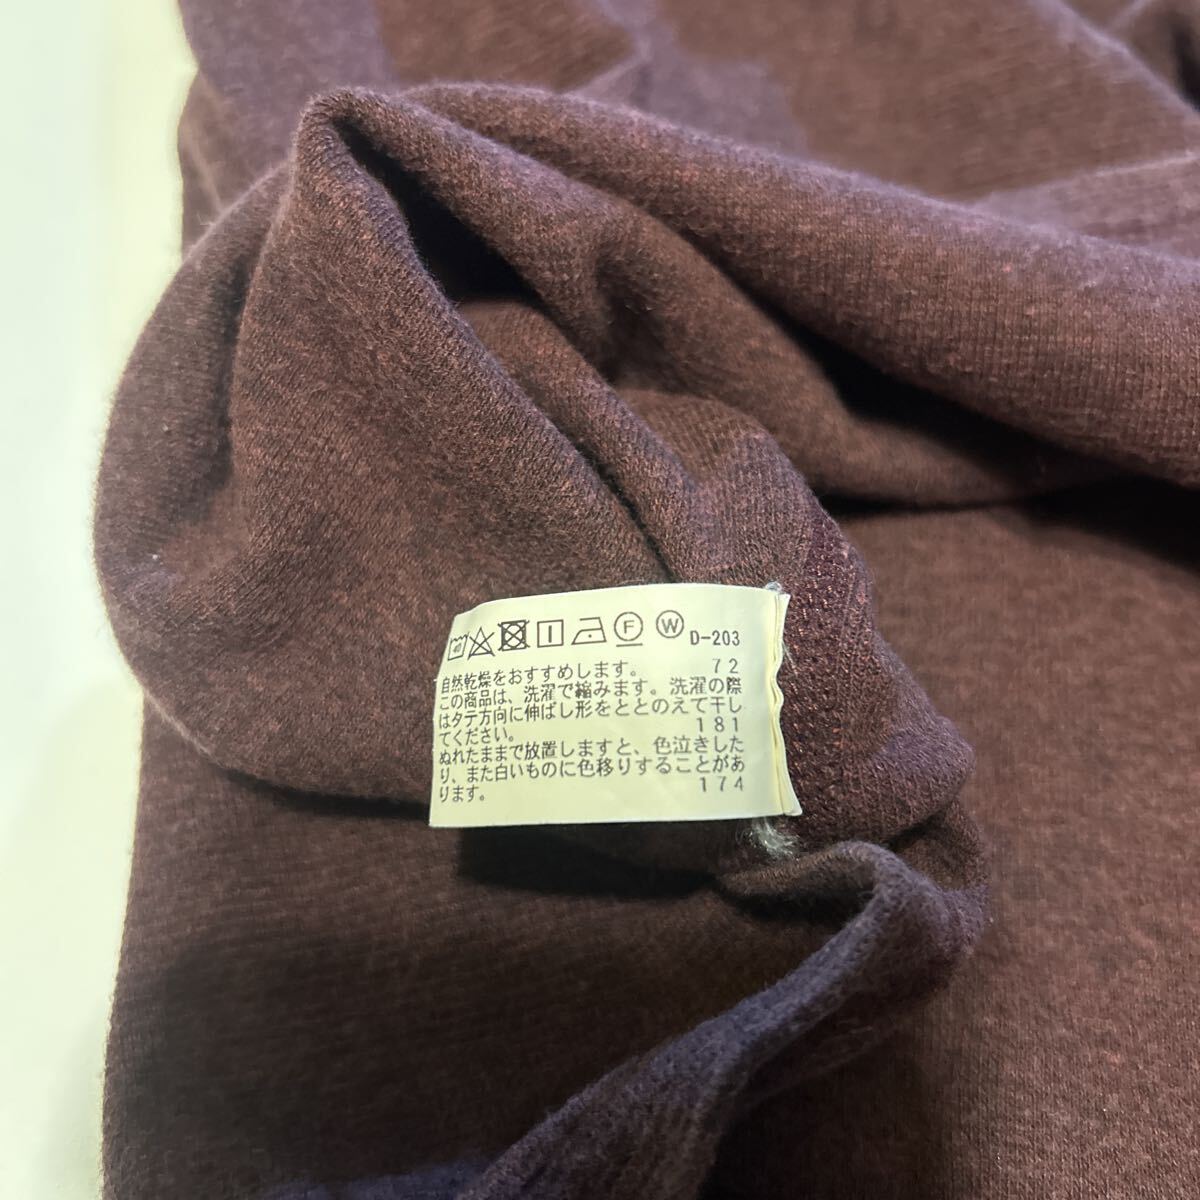 40 F W D-203
自然乾燥をおすすめします。 72
この商品は、洗濯で縮みます。洗濯の際
はタテ方向に伸ばし形をととのえて干し
てください。 181
ぬれたままで放置しますと、色泣きした
り、また白いものに色移りすることがあ
ります。 174